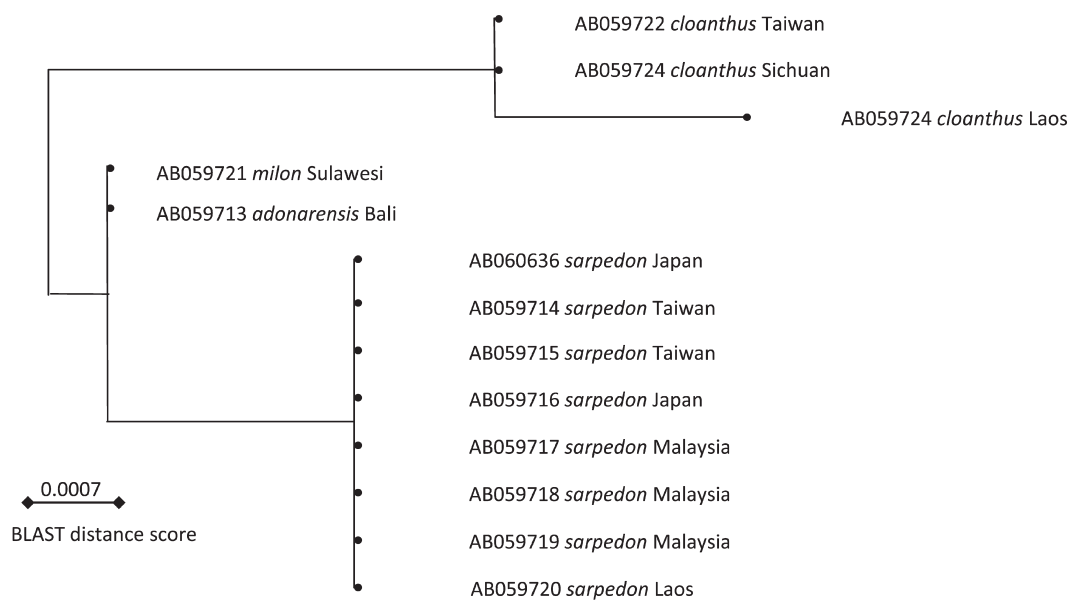 AB059722 cloanthus Taiwan
AB059724 cloanthus Sichuan
AB059724 cloanthus Laos
AB059721 milon Sulawesi
AB059713 adonarensis Bali
AB060636 sarpedon Japan
AB059714 sarpedon Taiwan
AB059715 sarpedon Taiwan
AB059716 sarpedon Japan
AB059717 sarpedon Malaysia
AB059718 sarpedon Malaysia
AB059719 sarpedon Malaysia
AB059720 sarpedon Laos
0.0007
BLAST distance score